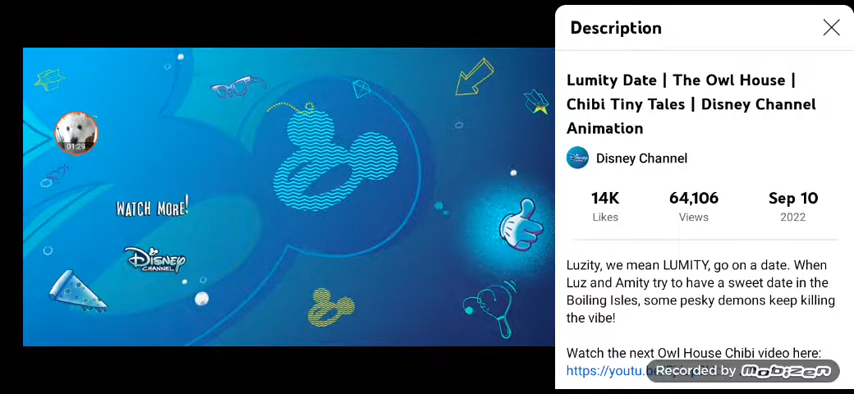 01:29
WATCH MORE!
Disney
CHANNEL
Description
Lumity Date | The Owl House |
Chibi Tiny Tales | Disney Channel
Animation
Disney Channel
14K
64,106
Sep 10
Likes
Views
2022
Luzity, we mean LUMITY, go on a date. When
Luz and Amity try to have a sweet date in the
Boiling Isles, some pesky demons keep killing
the vibe!
Watch the next Owl House Chibi video here:
https://youtu.be
Recorded by mobizen